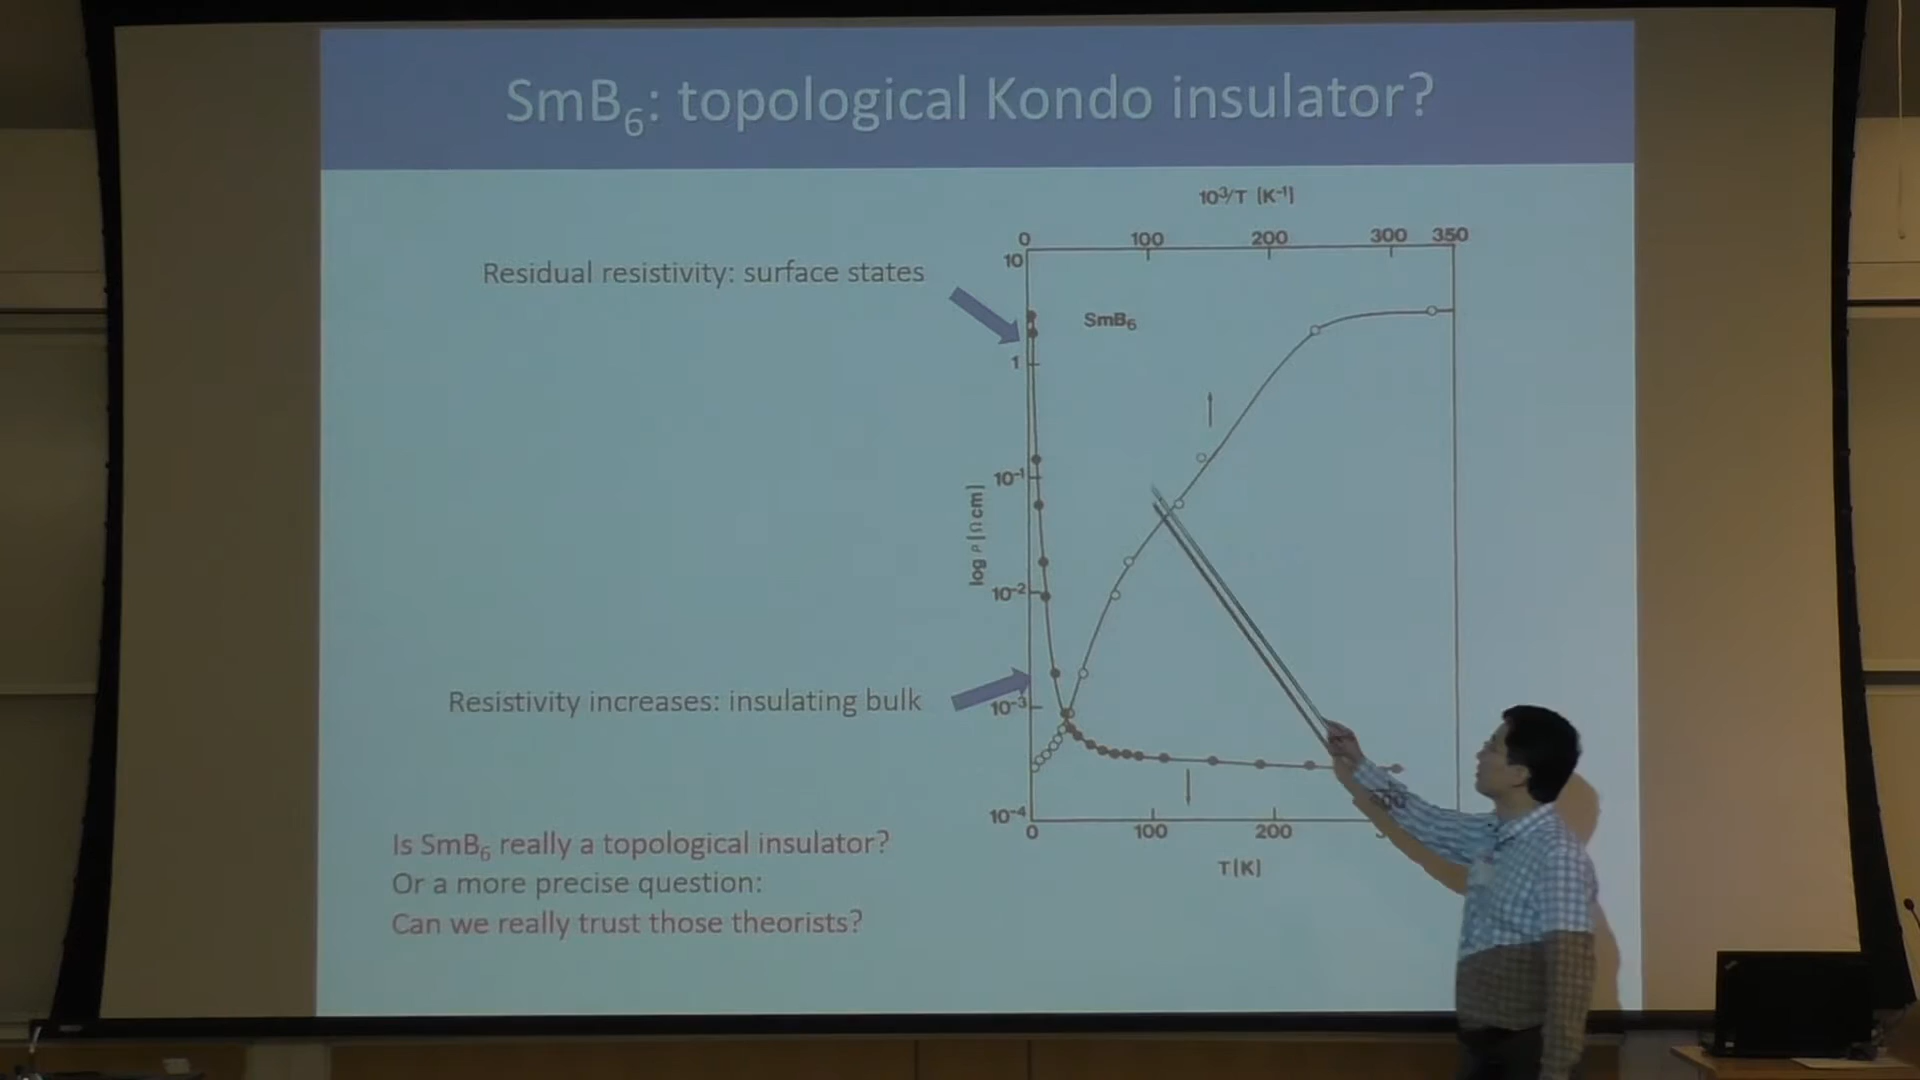 SmB₆: topological Kondo insulator?
10³/T [K⁻¹]
0 100 200 300 350
Residual resistivity: surface states
10
SmB₆
1
10⁻¹
log ρ [Ω cm]
10⁻²
Resistivity increases: insulating bulk
10⁻³
10⁻⁴
0 100 200
T[K]
Is SmB₆ really a topological insulator?
Or a more precise question:
Can we really trust those theorists?